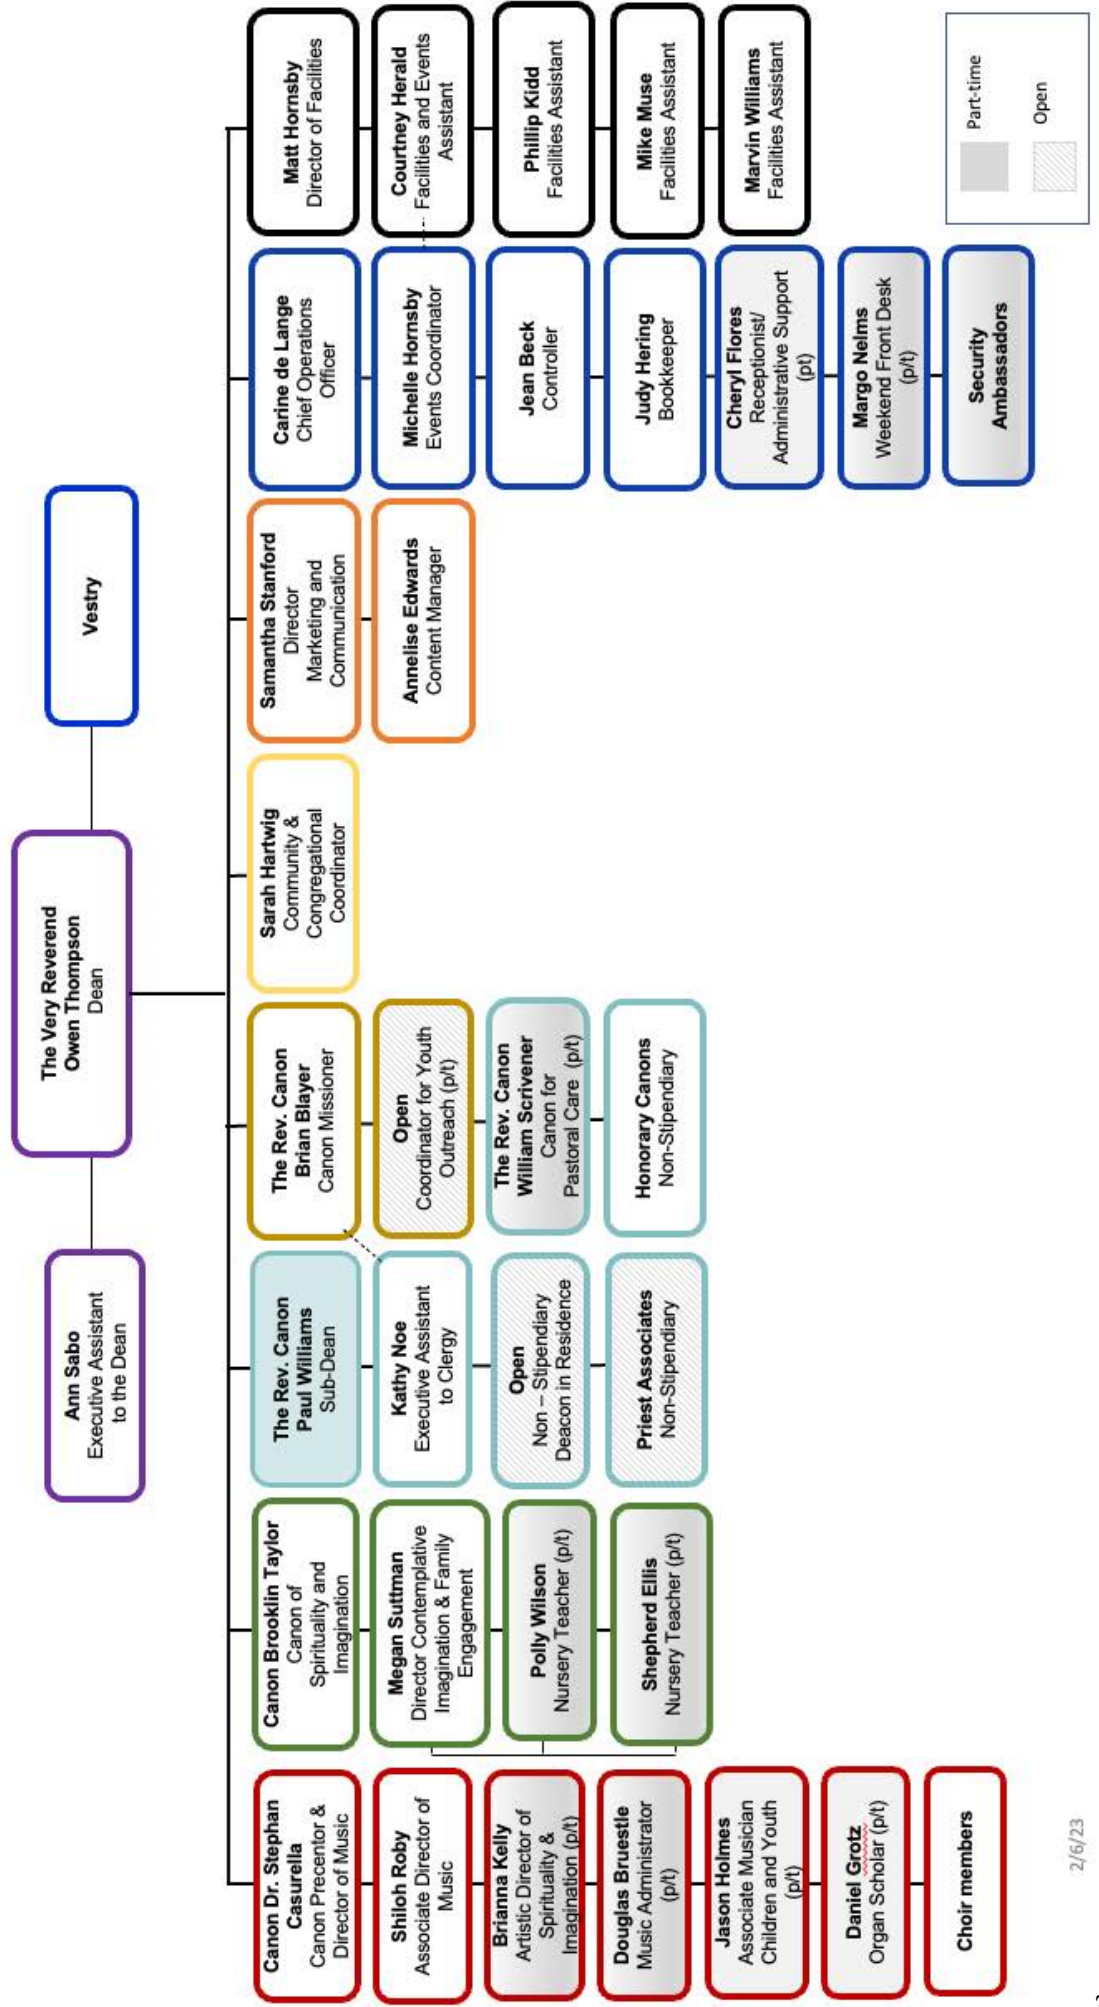 The Very Reverend
Owen Thompson
Dean
Ann Sabo
Executive Assistant
to the Dean
Vestry
Canon Dr. Stephan
Casurella
Canon Precentor &
Director of Music
Shiloh Roby
Associate Director of
Music
Brianna Kelly
Artistic Director of
Spirituality &
Imagination (p/t)
Douglas Bruestle
Music Administrator
(p/t)
Jason Holmes
Associate Musician
Children and Youth
(p/t)
Daniel Grotz
Organ Scholar (p/t)
Choir members
Canon Brooklin Taylor
Canon of
Spirituality and
Imagination
Megan Suttman
Director Contemplative
Imagination & Family
Engagement
Polly Wilson
Nursery Teacher (p/t)
Shepherd Ellis
Nursery Teacher (p/t)
The Rev. Canon
Paul Williams
Sub-Dean
Kathy Noe
Executive Assistant
to Clergy
Open
Non – Stipendiary
Deacon in Residence
Priest Associates
Non-Stipendiary
The Rev. Canon
Brian Blayer
Canon Missioner
Open
Coordinator for Youth
Outreach (p/t)
The Rev. Canon
William Scrivener
Canon for
Pastoral Care (p/t)
Honorary Canons
Non-Stipendiary
Sarah Hartwig
Community &
Congregational
Coordinator
Samantha Stanford
Director
Marketing and
Communication
Annelise Edwards
Content Manager
Carine de Lange
Chief Operations
Officer
Michelle Hornsby
Events Coordinator
Jean Beck
Controller
Judy Hering
Bookkeeper
Cheryl Flores
Receptionist/
Administrative Support
(pt)
Margo Nelms
Weekend Front Desk
(p/t)
Security
Ambassadors
Matt Hornsby
Director of Facilities
Courtney Herald
Facilities and Events
Assistant
Phillip Kidd
Facilities Assistant
Mike Muse
Facilities Assistant
Marvin Williams
Facilities Assistant
Part-time
Open
2/6/23